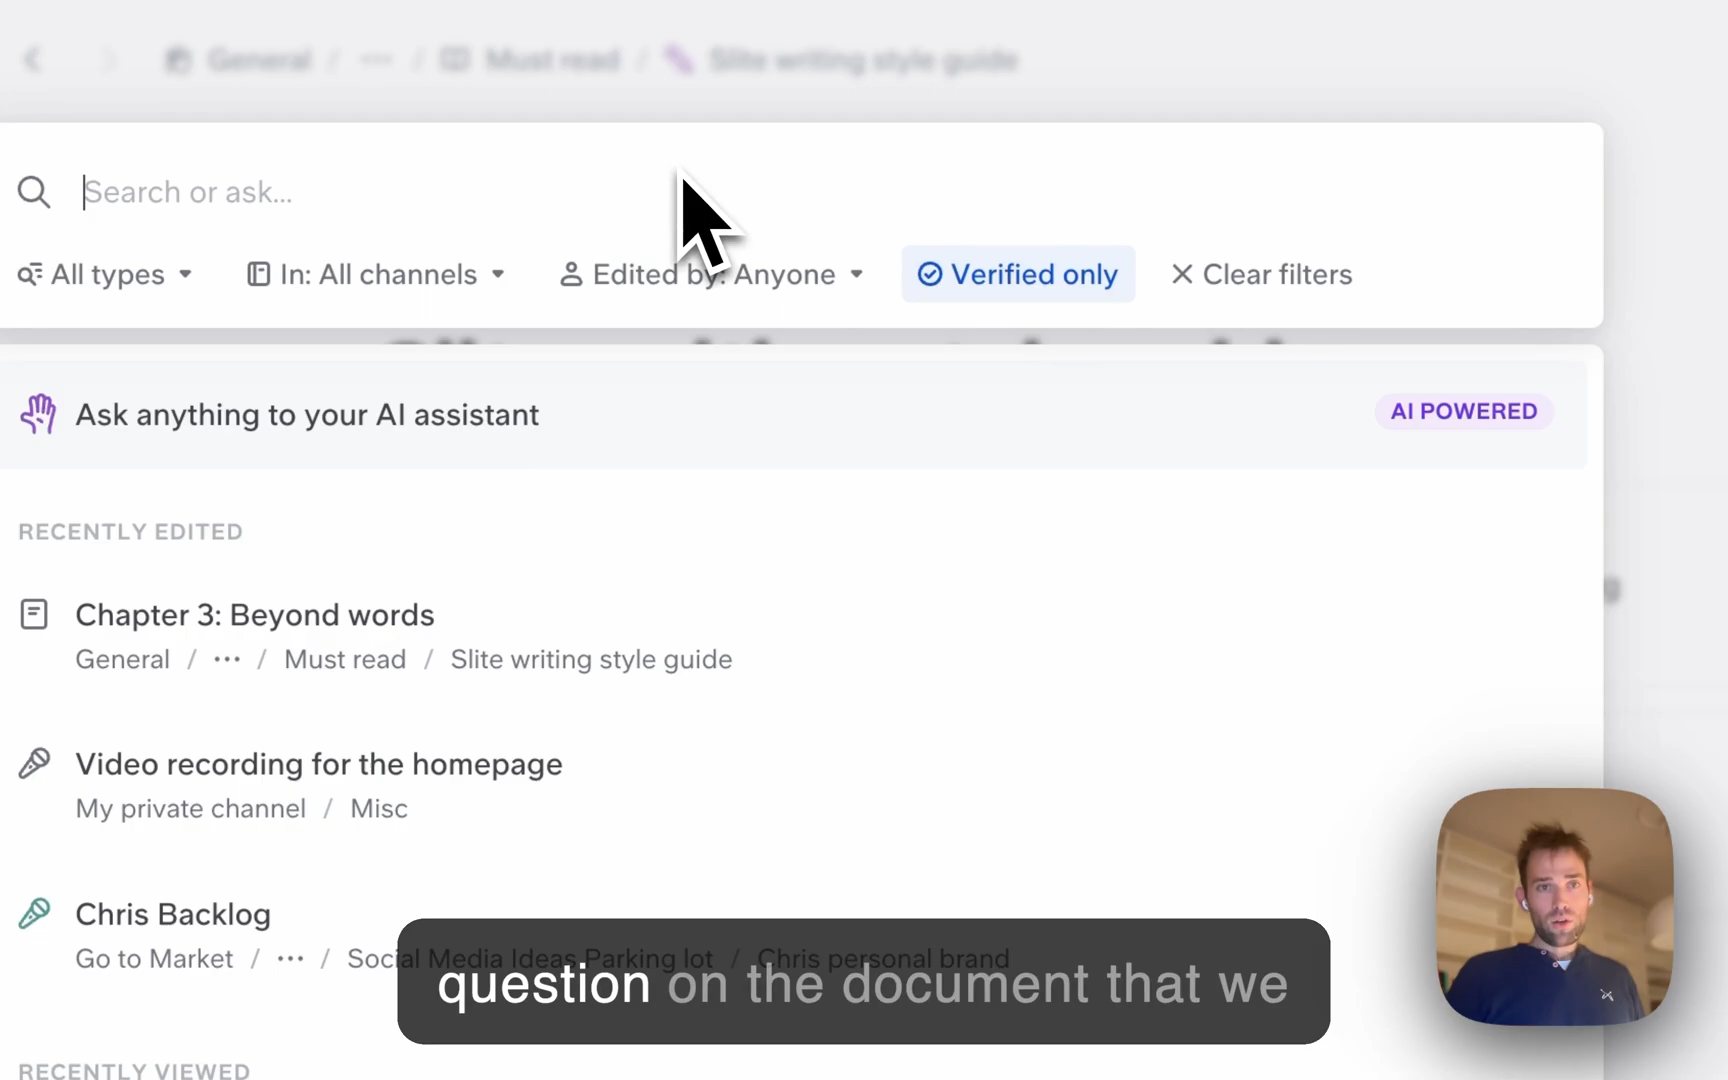 General / ··· / Must read / Slite writing style guide
Search or ask...
All types In: All channels Edited by: Anyone Verified only Clear filters
Ask anything to your AI assistant AI POWERED
RECENTLY EDITED
Chapter 3: Beyond words
General / ··· / Must read / Slite writing style guide
Video recording for the homepage
My private channel / Misc
Chris Backlog
Go to Market / ··· / Social Media Ideas Parking lot / Chris personal brand
question on the document that we
RECENTLY VIEWED